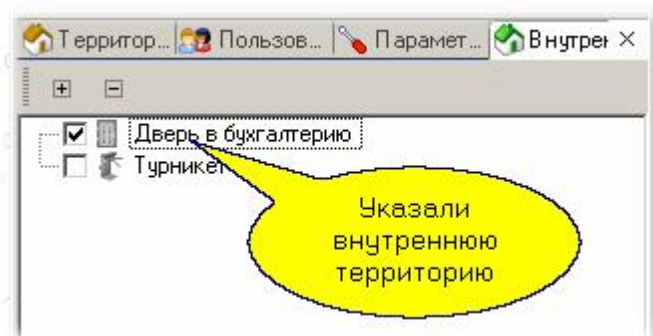 Территор... Пользов... Парамет... Внутрен
Дверь в бухгалтерию
Турникет
Указали
внутреннюю
территорию